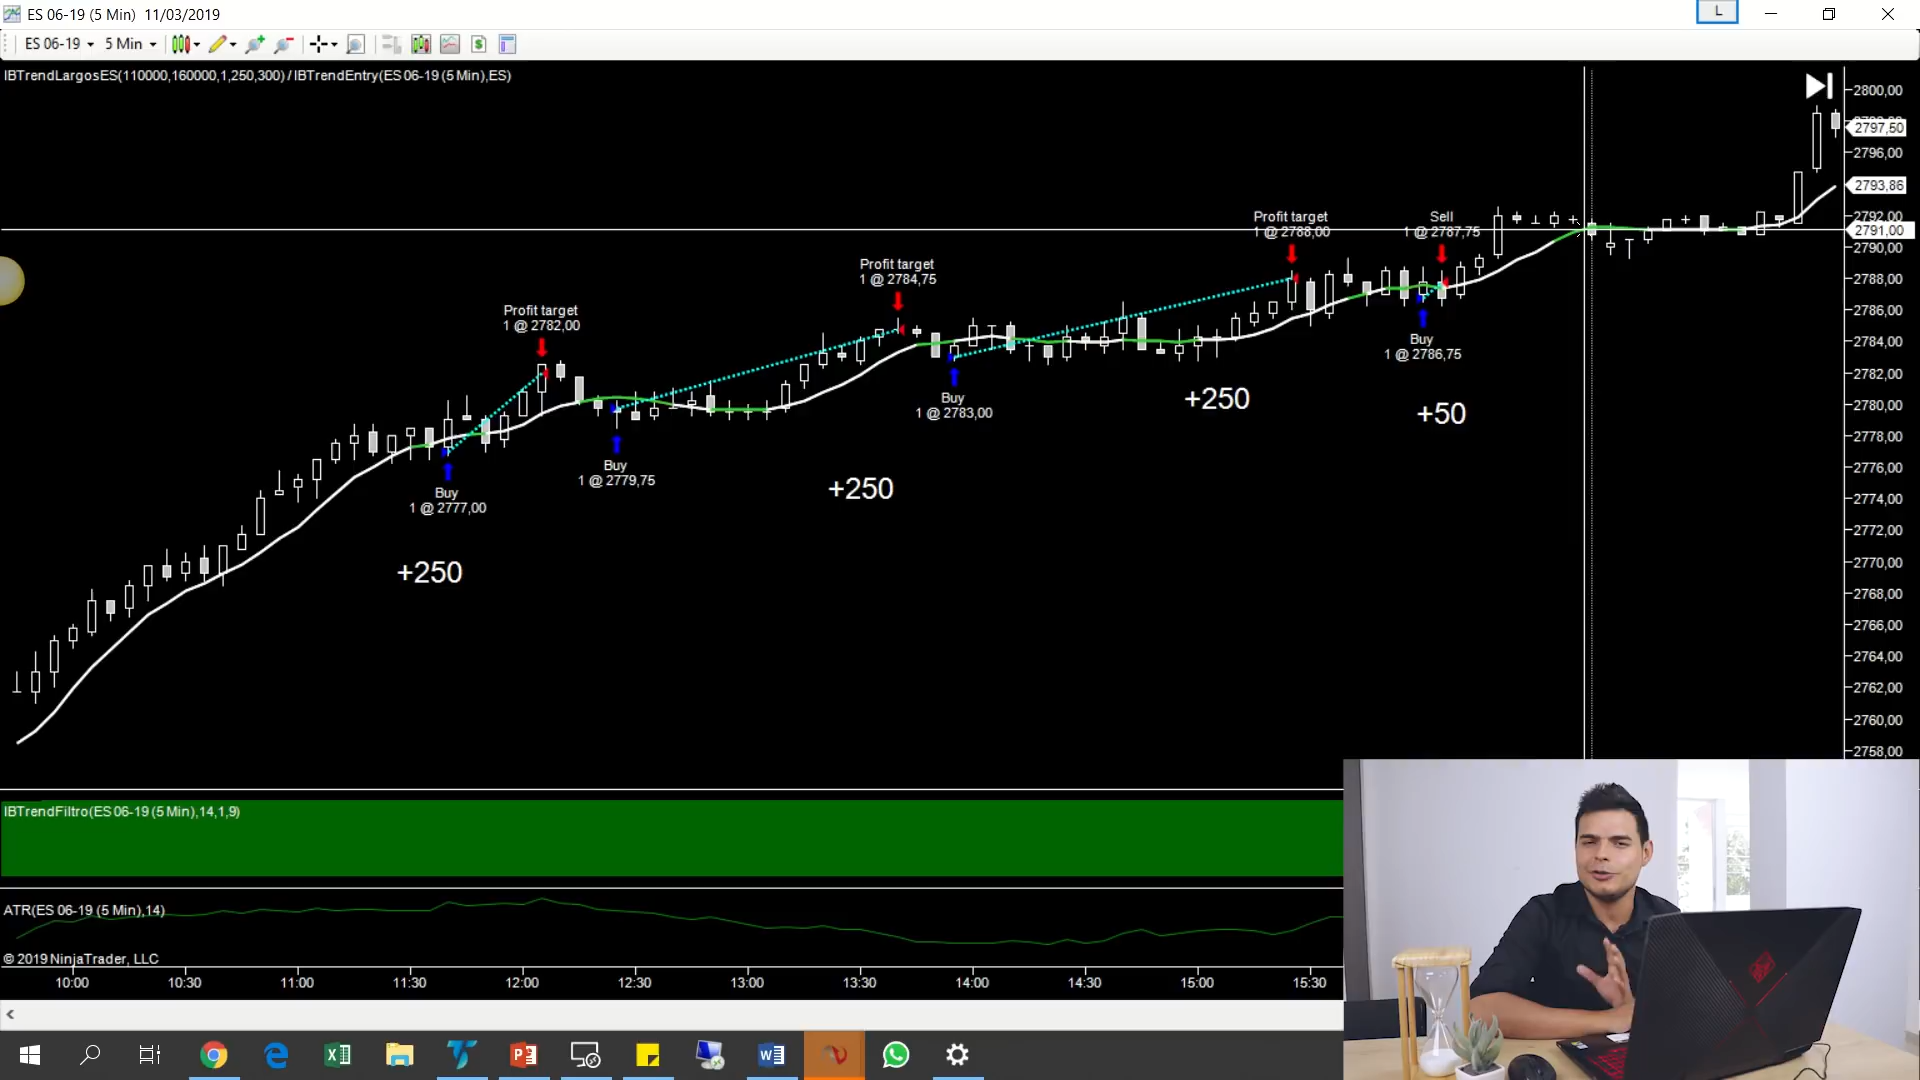 ES 06-19 (5 Min) 11/03/2019
L
ES 06-19 5 Min
IBTrendLargosES(110000,160000,1,250,300) / IBTrendEntry(ES 06-19 (5 Min),ES)
2800,00
2797,50
2796,00
2793,86
2792,00
2791,00
2790,00
2788,00
2786,00
2784,00
2782,00
2780,00
2778,00
2776,00
2774,00
2772,00
2770,00
2768,00
2766,00
2764,00
2762,00
2760,00
2758,00
Profit target
1 @ 2782,00
Profit target
1 @ 2784,75
Profit target
1 @ 2788,00
Sell
1 @ 2787,75
Buy
1 @ 2777,00
Buy
1 @ 2779,75
Buy
1 @ 2783,00
Buy
1 @ 2786,75
+250
+250
+250
+50
IBTrendFiltro(ES 06-19 (5 Min),14,1,9)
ATR(ES 06-19 (5 Min),14)
© 2019 NinjaTrader, LLC
10:00 10:30 11:00 11:30 12:00 12:30 13:00 13:30 14:00 14:30 15:00 15:30